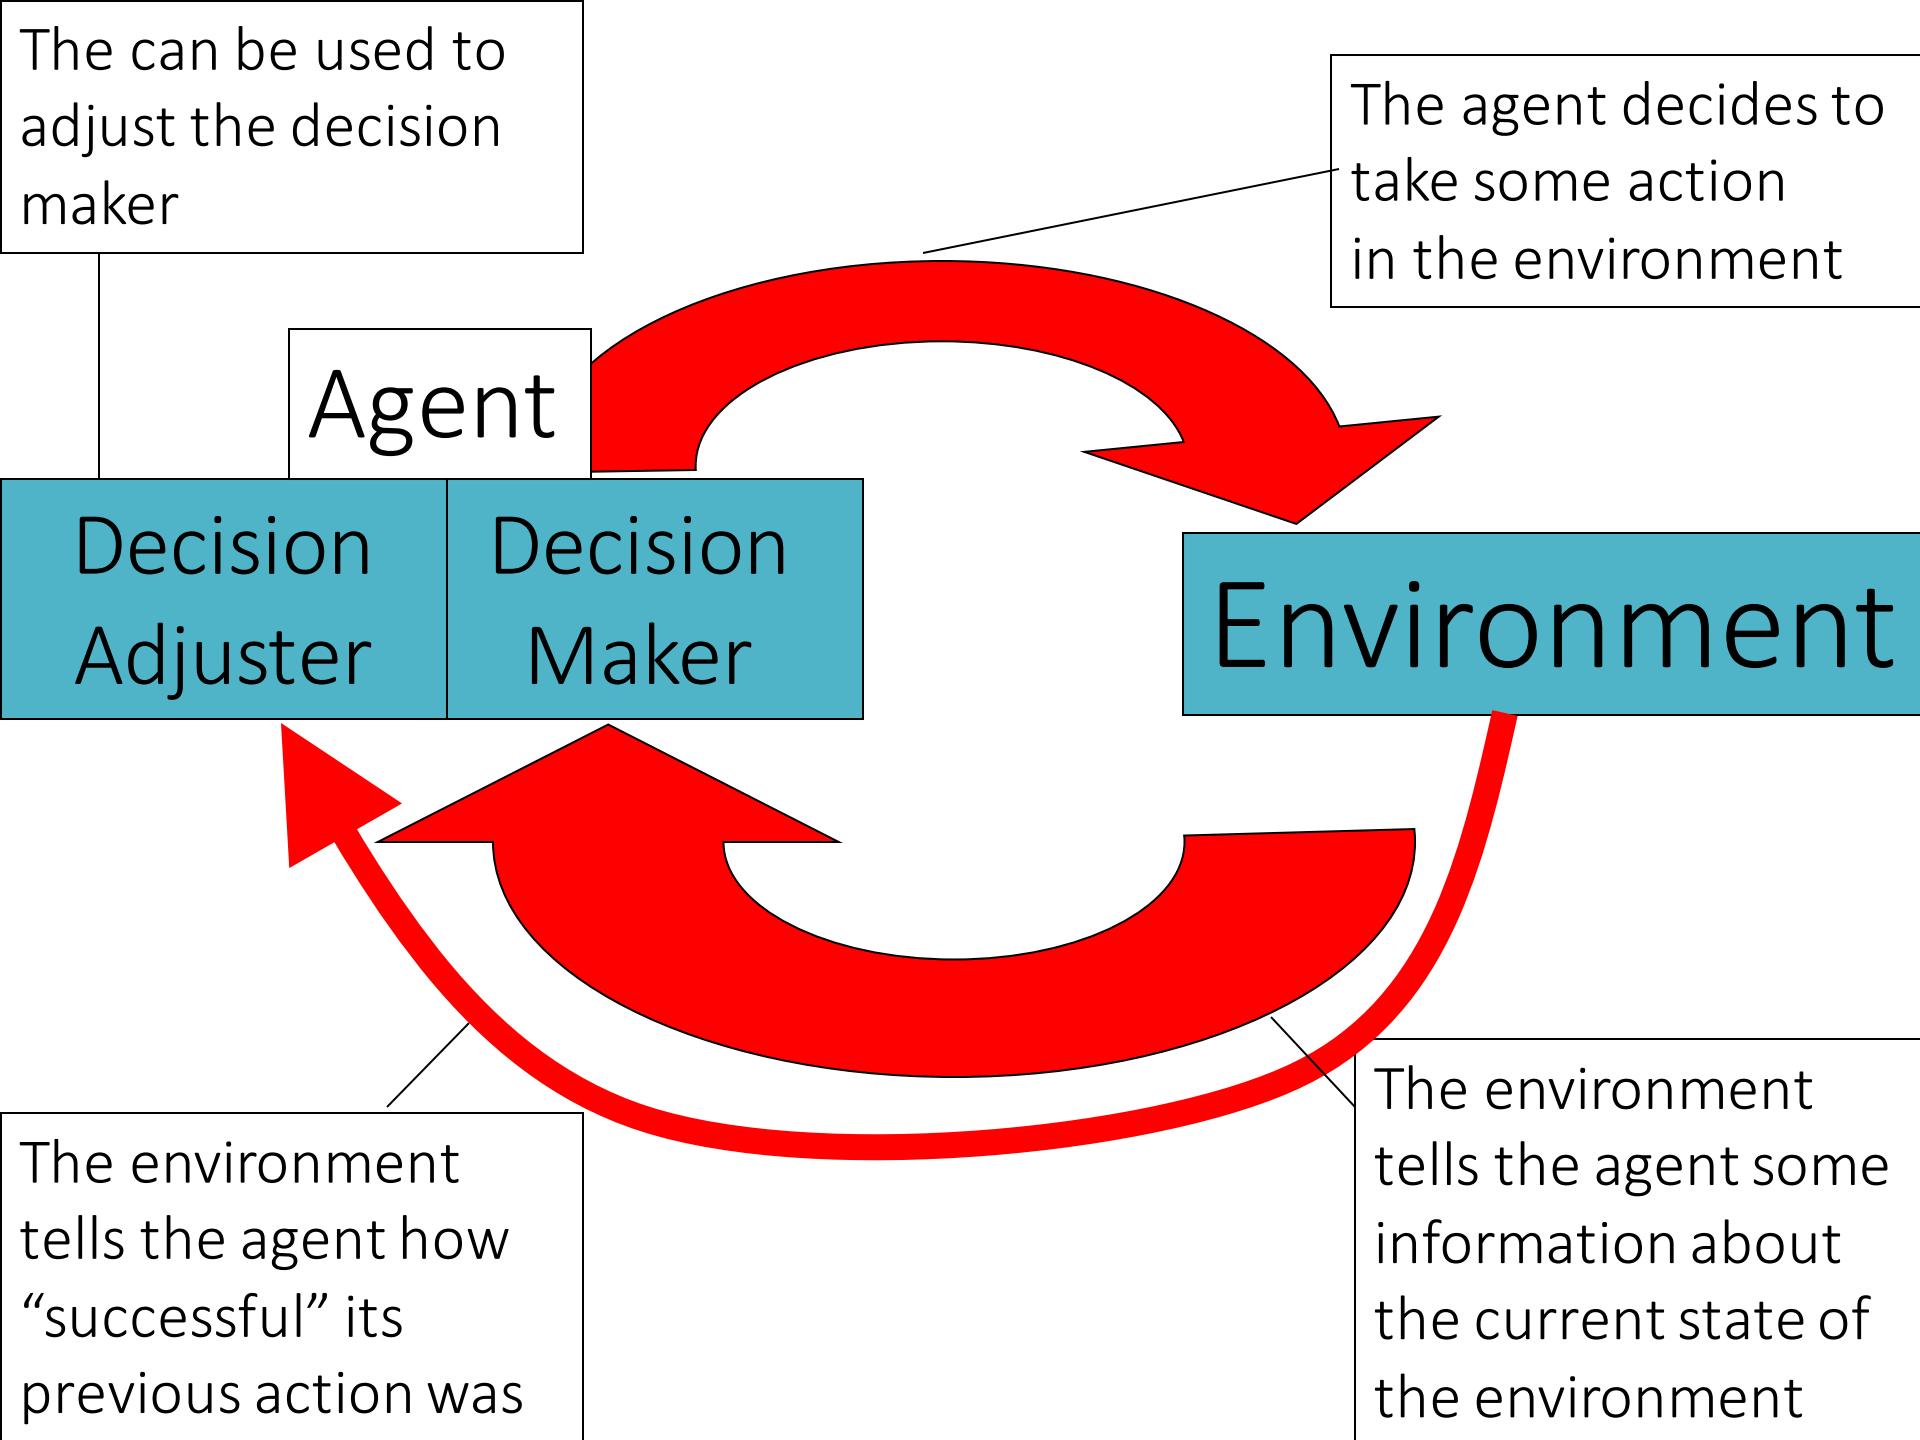 The can be used to
adjust the decision
maker
The agent decides to
take some action
in the environment
Agent
Decision
Adjuster
Decision
Maker
Environment
The environment
tells the agent how
“successful” its
previous action was
The environment
tells the agent some
information about
the current state of
the environment